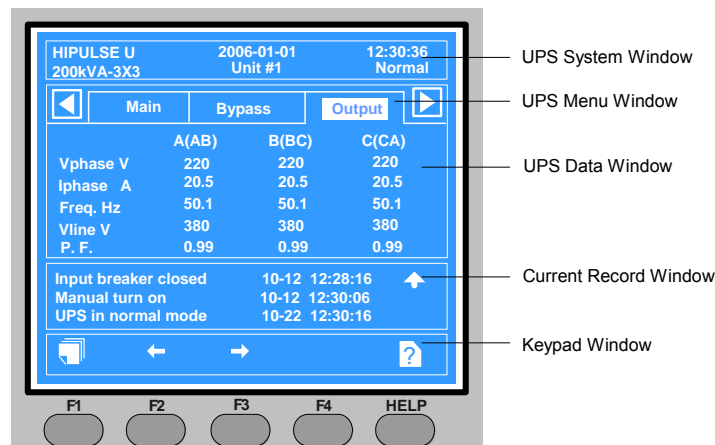 HIPULSE U 2006-01-01 12:30:36
200kVA-3X3 Unit #1 Normal
UPS System Window
Main Bypass Output
UPS Menu Window
A(AB) B(BC) C(CA)
Vphase V 220 220 220
UPS Data Window
Iphase A 20.5 20.5 20.5
Freq. Hz 50.1 50.1 50.1
Vline V 380 380 380
P. F. 0.99 0.99 0.99
Input breaker closed 10-12 12:28:16
Current Record Window
Manual turn on 10-12 12:30:06
UPS in normal mode 10-22 12:30:16
?
Keypad Window
F1 F2 F3 F4 HELP